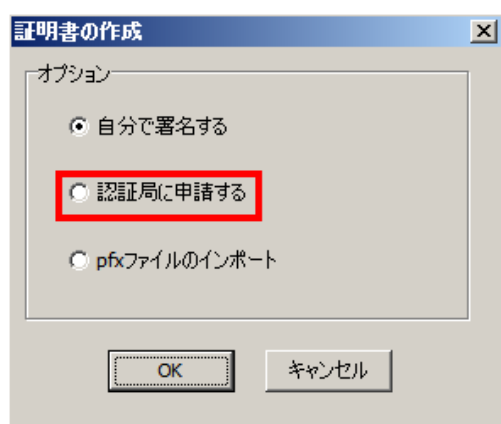 証明書の作成
オプション
自分で署名する
認証局に申請する
pfxファイルのインポート
OK
キャンセル